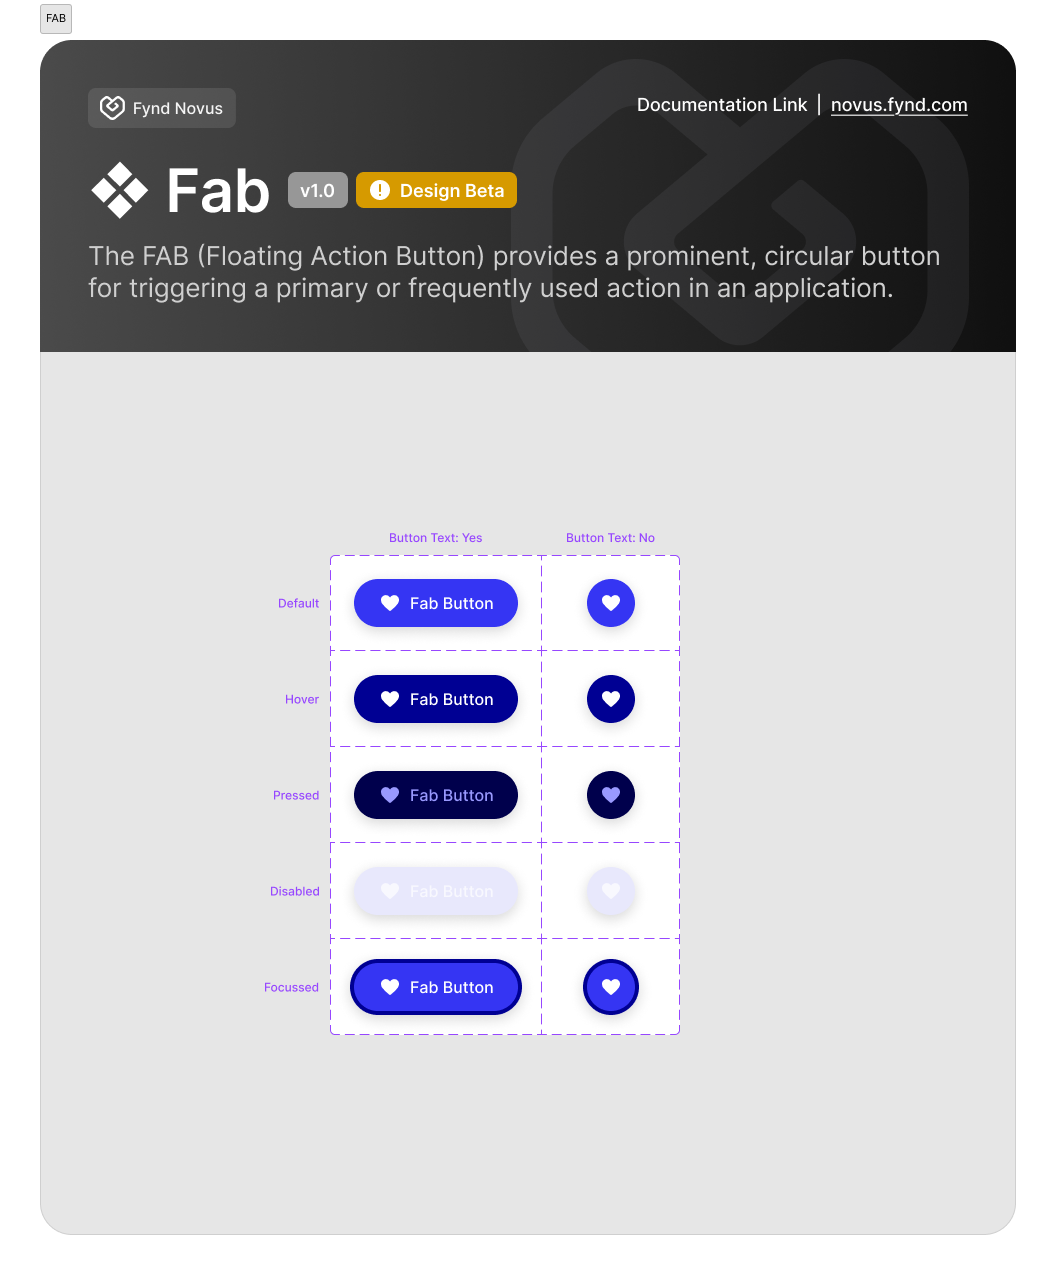 FAB
Fynd Novus
Documentation Link | novus.fynd.com
Fab v1.0 Design Beta
The FAB (Floating Action Button) provides a prominent, circular button
for triggering a primary or frequently used action in an application.
Button Text: Yes Button Text: No
Default Fab Button
Hover Fab Button
Pressed Fab Button
Disabled Fab Button
Focussed Fab Button